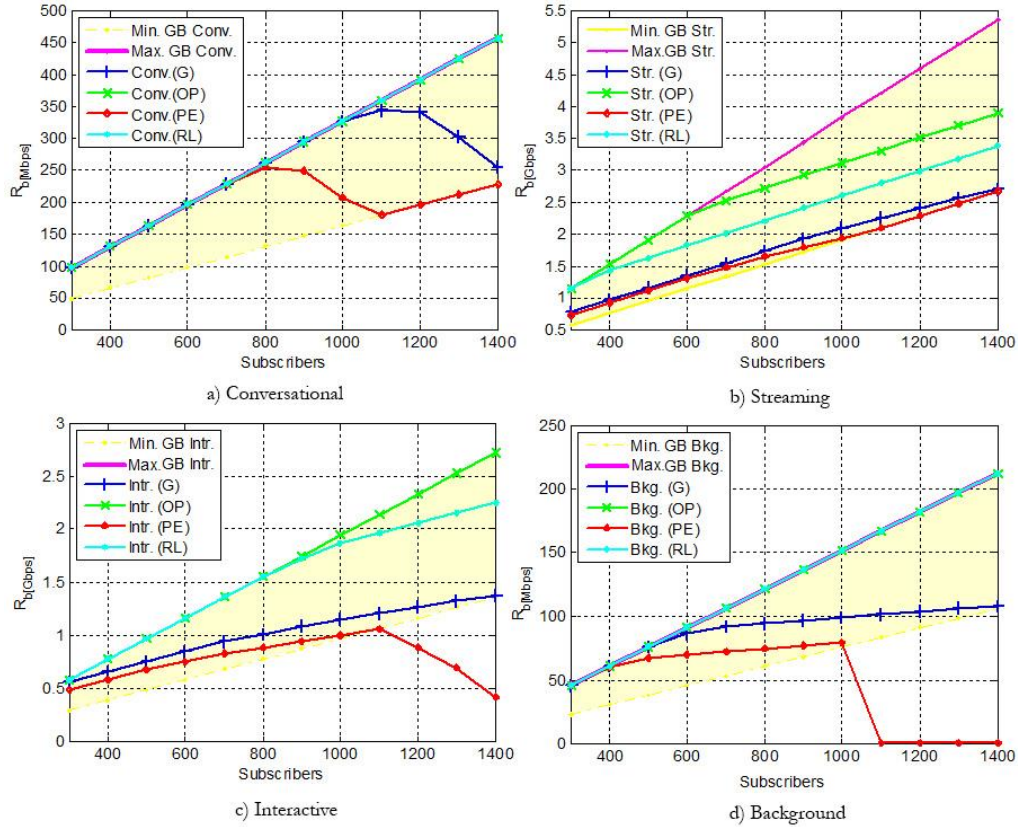 500
450
400
350
300
250
200
150
100
50
0
R_b[Mbps]
Min. GB Conv.
Max. GB Conv.
Conv.(G)
Conv.(OP)
Conv.(PE)
Conv.(RL)
400 600 800 1000 1200 1400
Subscribers
a) Conversational
5.5
5
4.5
4
3.5
3
2.5
2
1.5
1
0.5
R_b[Gbps]
Min. GB Str.
Max.GB Str.
Str. (G)
Str. (OP)
Str. (PE)
Str. (RL)
400 600 800 1000 1200 1400
Subscribers
b) Streaming
3
2.5
2
1.5
1
0.5
0
R_b[Gbps]
Min. GB Intr.
Max.GB Intr.
Intr. (G)
Intr. (OP)
Intr. (PE)
Intr. (RL)
400 600 800 1000 1200 1400
Subscribers
c) Interactive
250
200
150
100
50
0
R_b[Mbps]
Min. GB Bkg.
Max.GB Bkg.
Bkg. (G)
Bkg. (OP)
Bkg. (PE)
Bkg. (RL)
400 600 800 1000 1200 1400
Subscribers
d) Background